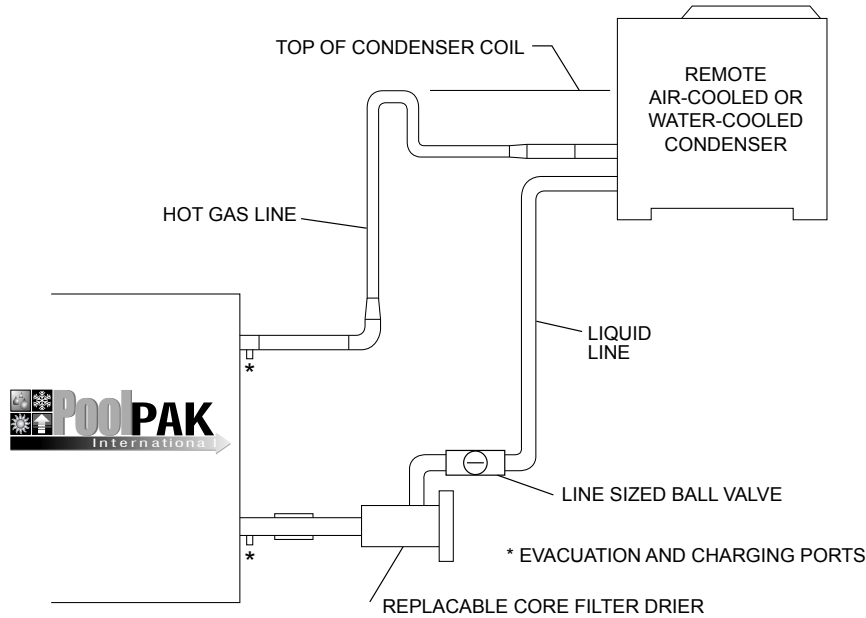 TOP OF CONDENSER COIL
REMOTE
AIR-COOLED OR
WATER-COOLED
CONDENSER
HOT GAS LINE
LIQUID
LINE
*
PoolPAK
International
LINE SIZED BALL VALVE
*
* EVACUATION AND CHARGING PORTS
REPLACABLE CORE FILTER DRIER